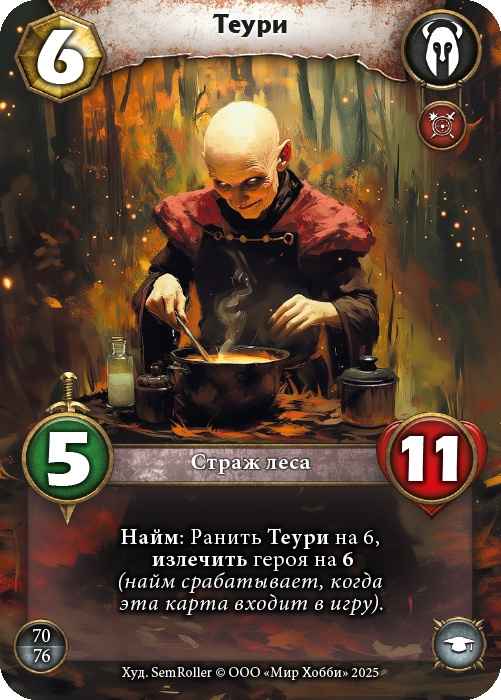 6
Теури
5
Страж леса
11
Найм: Ранить Теури на 6,
излечить героя на 6
(найм срабатывает, когда
эта карта входит в игру).
70
76
Худ. SemRoller © ООО «Мир Хобби» 2025